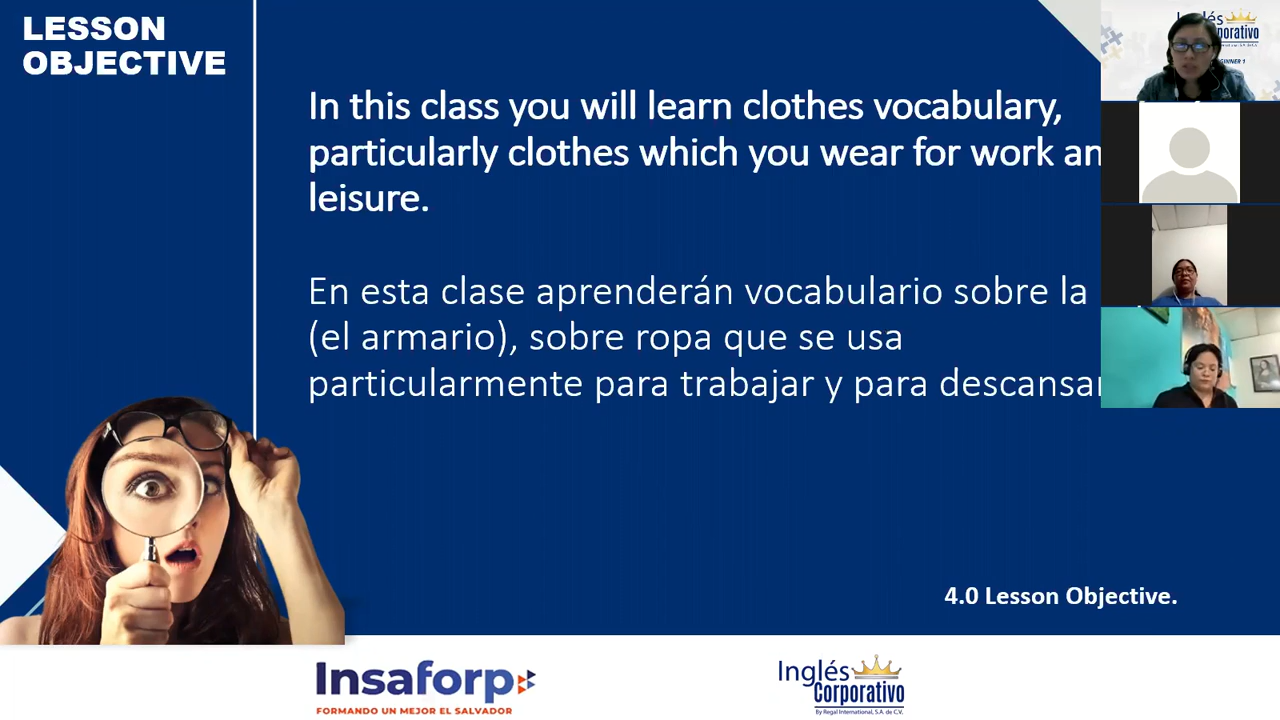 LESSON
OBJECTIVE
In this class you will learn clothes vocabulary,
particularly clothes which you wear for work an
leisure.
En esta clase aprenderán vocabulario sobre la
(el armario), sobre ropa que se usa
particularmente para trabajar y para descansar
4.0 Lesson Objective.
Insaforp
FORMANDO UN MEJOR EL SALVADOR
Inglés
Corporativo
By Regal International, S.A. de C.V.